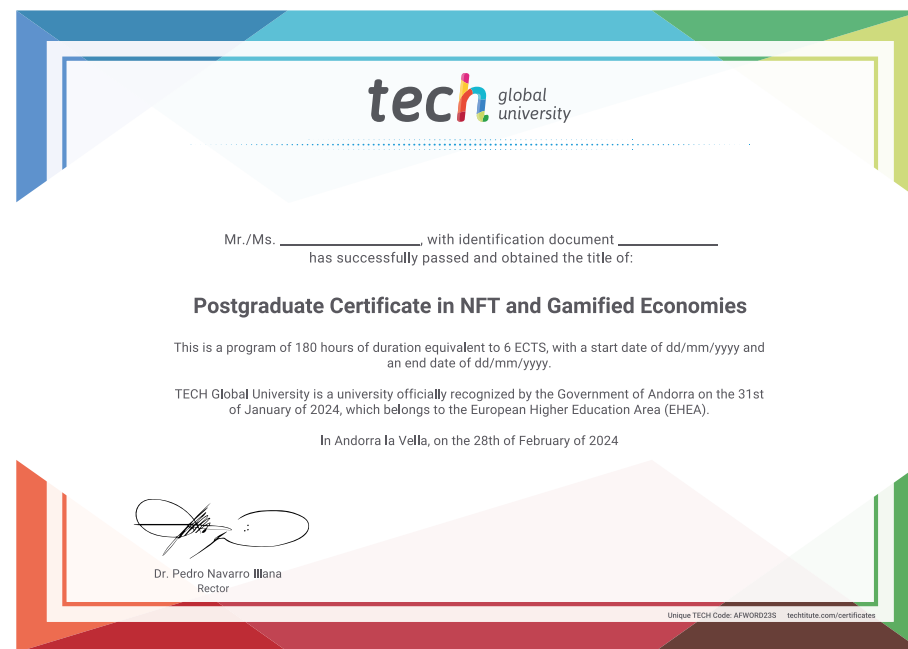 tech global university
Mr./Ms. ____________, with identification document ____________
has successfully passed and obtained the title of:
Postgraduate Certificate in NFT and Gamified Economies
This is a program of 180 hours of duration equivalent to 6 ECTS, with a start date of dd/mm/yyyy and
an end date of dd/mm/yyyy.
TECH Global University is a university officially recognized by the Government of Andorra on the 31st
of January of 2024, which belongs to the European Higher Education Area (EHEA).
In Andorra la Vella, on the 28th of February of 2024
Dr. Pedro Navarro Illana
Rector
Unique TECH Code: AFWORD23S techtitute.com/certificates